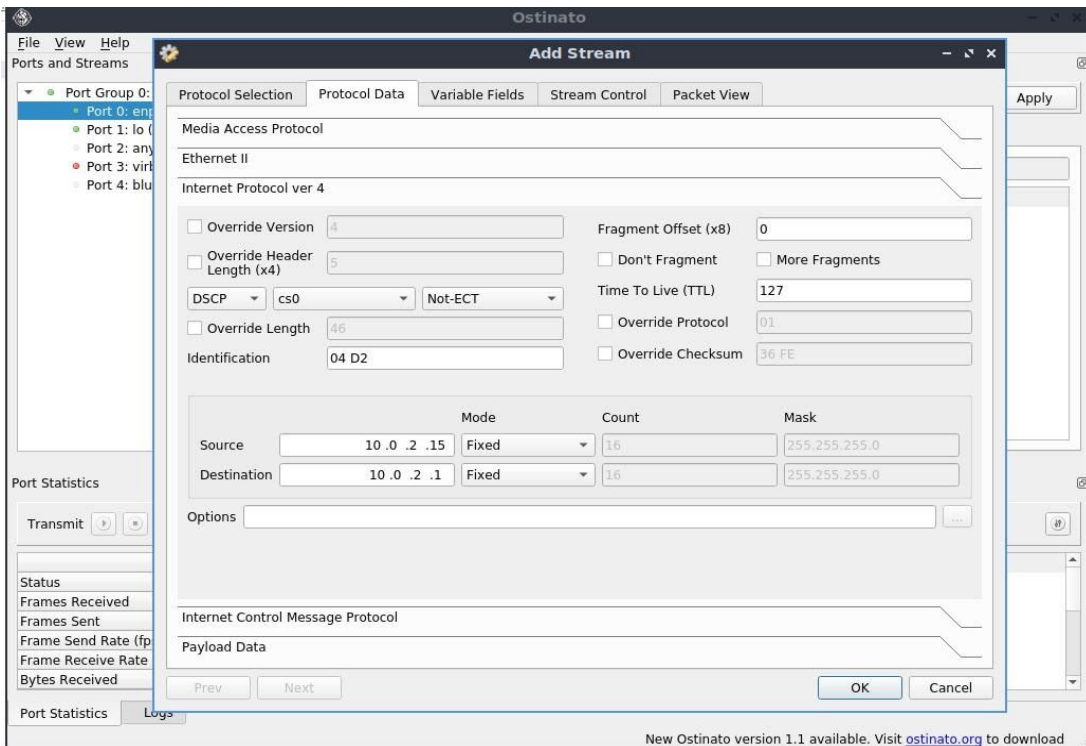 Ostinato
File View Help
Ports and Streams
Port Group 0:
Port 0: enp
Port 1: lo (
Port 2: any
Port 3: virb
Port 4: blu
Apply
Add Stream
Protocol Selection Protocol Data Variable Fields Stream Control Packet View
Media Access Protocol
Ethernet II
Internet Protocol ver 4
Override Version 4
Override Header
Length (x4) 5
DSCP cs0 Not-ECT
Override Length 46
Identification 04 D2
Fragment Offset (x8) 0
Don't Fragment More Fragments
Time To Live (TTL) 127
Override Protocol 01
Override Checksum 36 FE
Mode Count Mask
Source 10 .0 .2 .15 Fixed 16 255.255.255.0
Destination 10 .0 .2 .1 Fixed 16 255.255.255.0
Options ...
Internet Control Message Protocol
Payload Data
Prev Next OK Cancel
Port Statistics
Transmit
Status
Frames Received
Frames Sent
Frame Send Rate (fp
Frame Receive Rate
Bytes Received
Port Statistics Logs
New Ostinato version 1.1 available. Visit ostinato.org to download